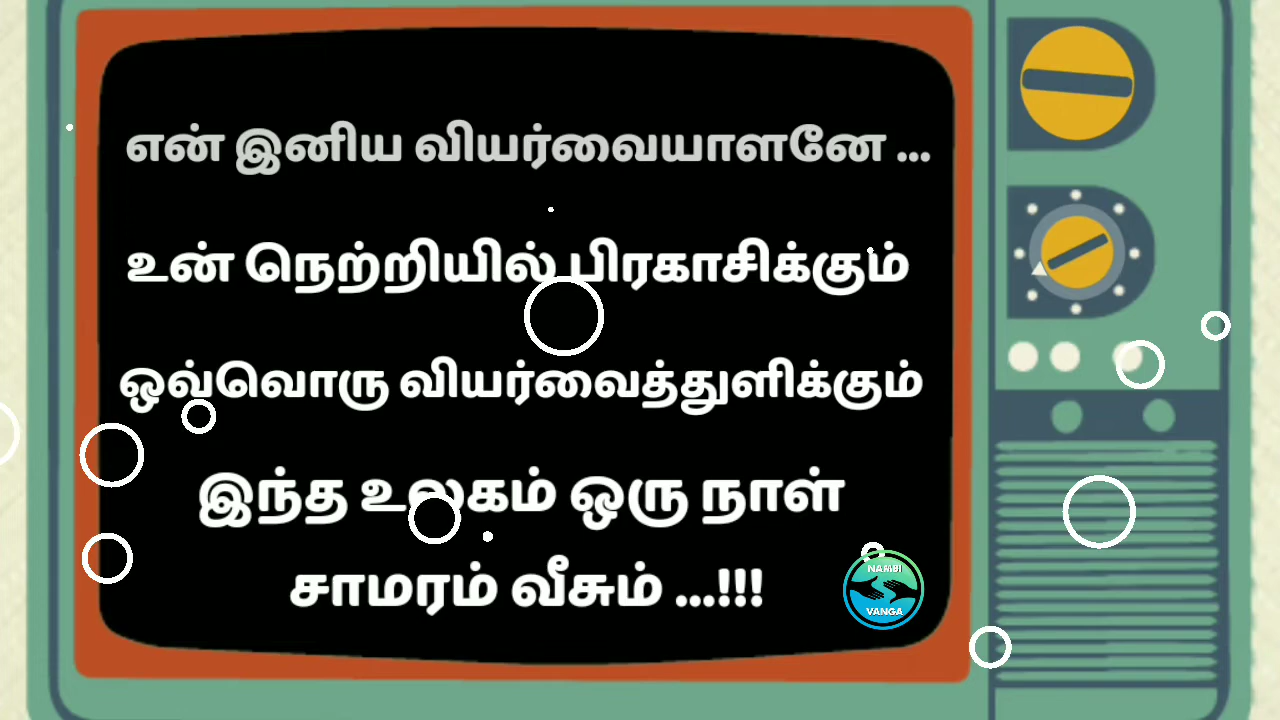 என் இனிய வியர்வையாளனே ...
உன் நெற்றியில் பிரகாசிக்கும்
ஒவ்வொரு வியர்வைத்துளிக்கும்
இந்த உலகம் ஒரு நாள்
சாமரம் வீசும் ...!!!
NAMBI
VANGA